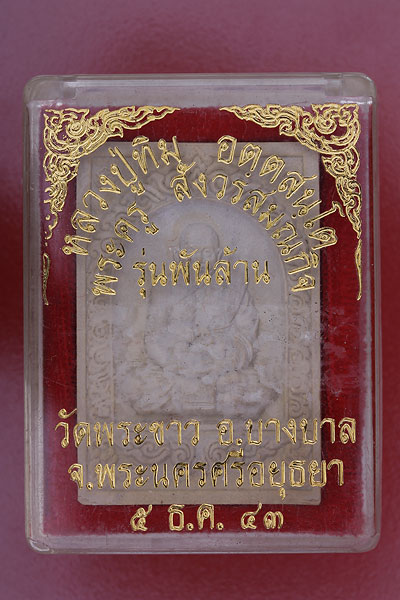 หลวงปู่ทิม อตฺตสนฺโต
พระครู สังวรสมณกิจ
รุ่นพันล้าน
วัดพระขาว อ.บางบาล
จ.พระนครศรีอยุธยา
๕ ธ.ค. ๔๓